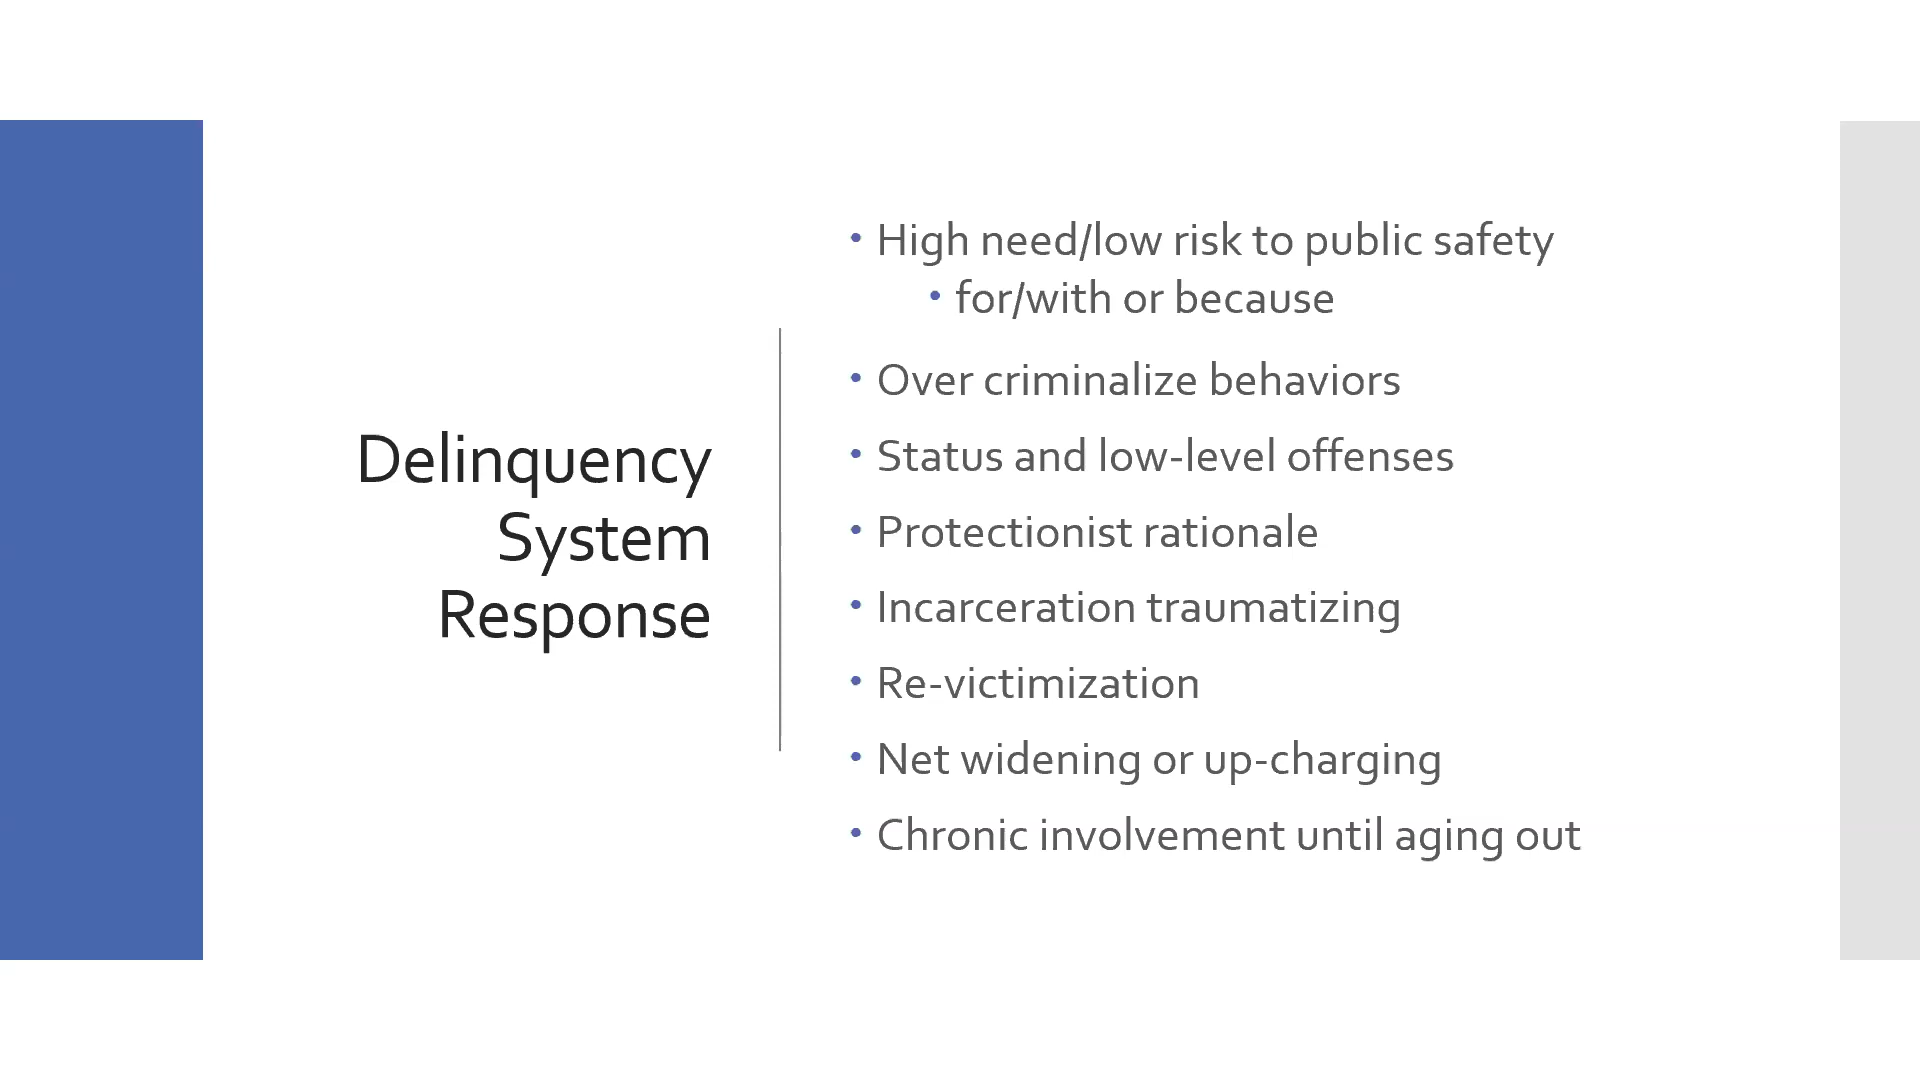 Delinquency
System
Response
• High need/low risk to public safety
• for/with or because
• Over criminalize behaviors
• Status and low-level offenses
• Protectionist rationale
• Incarceration traumatizing
• Re-victimization
• Net widening or up-charging
• Chronic involvement until aging out